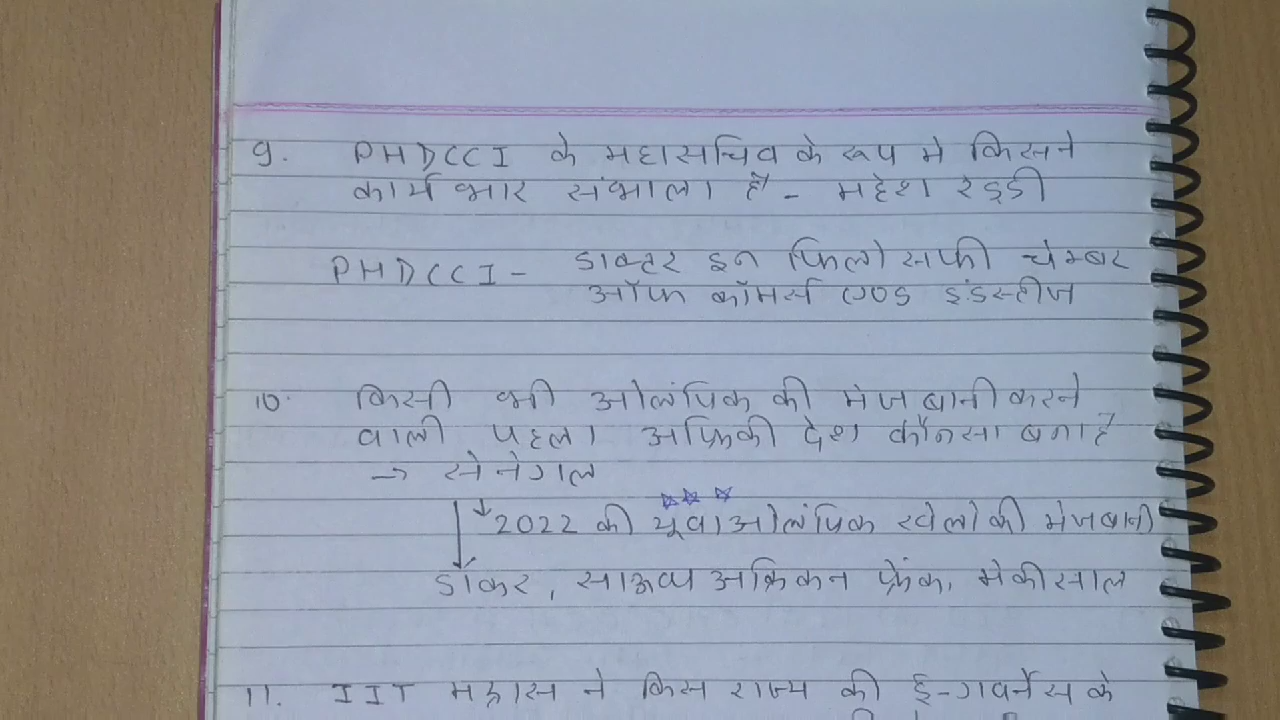 9. PHDCCI के महासचिव के रूप मे किसने
कार्यभार संभाला है - महेश रेड्डी
PHDCCI - डाक्टर इन फिलोसफी चेम्बर
ऑफ कॉमर्स एण्ड इंडस्ट्रीज
10. किसी भी ओलंपिक की मेजबानी करने
वाली पहला अफ्रिकी देश कौनसा बना है
→ सेनेगल
2022 की यूवा ओलंपिक खेलो की मेजबानी
डाकर, साऊथ अफ्रिकन फ्रेंक, मेकी साल
11. IIT मद्रास ने किस राज्य की ई-गवर्नेंस के